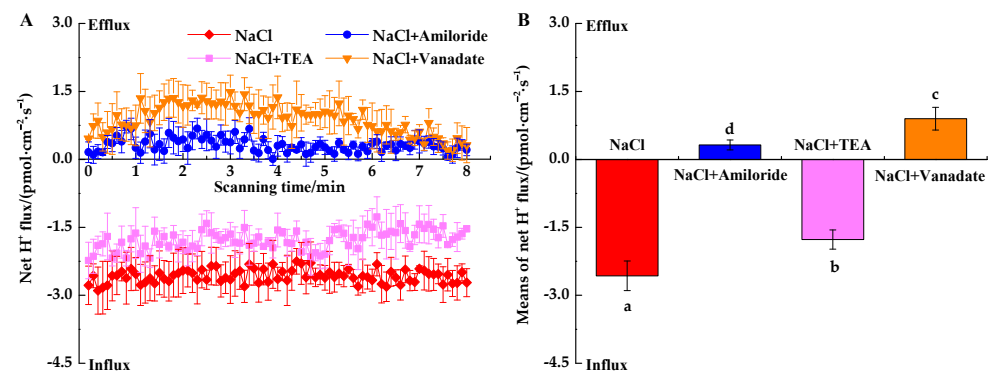 A
Efflux
3.0
1.5
0.0
-1.5
-3.0
-4.5
Net H⁺ flux/(pmol·cm⁻²·s⁻¹)
NaCl
NaCl+Amiloride
NaCl+TEA
NaCl+Vanadate
0 1 2 3 4 5 6 7 8
Scanning time/min
Influx
B
Efflux
3.0
1.5
0.0
-1.5
-3.0
-4.5
Means of net H⁺ flux/(pmol·cm⁻²·s⁻¹)
c
d
NaCl
NaCl+TEA
NaCl+Amiloride
NaCl+Vanadate
b
a
Influx